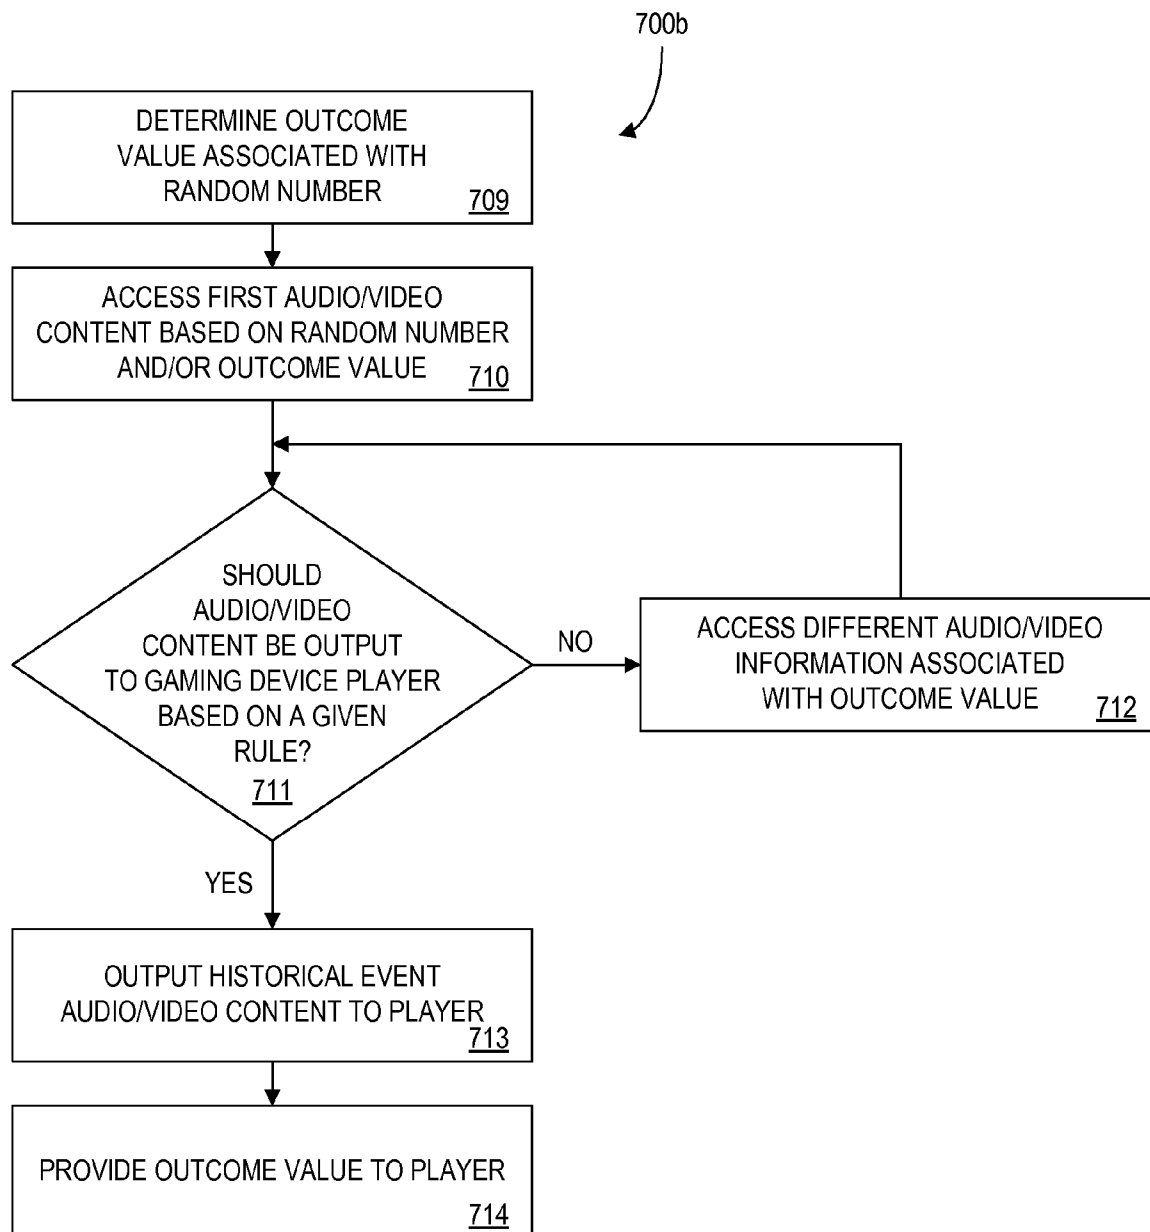 700b
DETERMINE OUTCOME
VALUE ASSOCIATED WITH
RANDOM NUMBER
709
ACCESS FIRST AUDIO/VIDEO
CONTENT BASED ON RANDOM NUMBER
AND/OR OUTCOME VALUE
710
SHOULD
AUDIO/VIDEO
CONTENT BE OUTPUT
TO GAMING DEVICE PLAYER
BASED ON A GIVEN
RULE?
711
NO
ACCESS DIFFERENT AUDIO/VIDEO
INFORMATION ASSOCIATED
WITH OUTCOME VALUE
712
YES
OUTPUT HISTORICAL EVENT
AUDIO/VIDEO CONTENT TO PLAYER
713
PROVIDE OUTCOME VALUE TO PLAYER
714